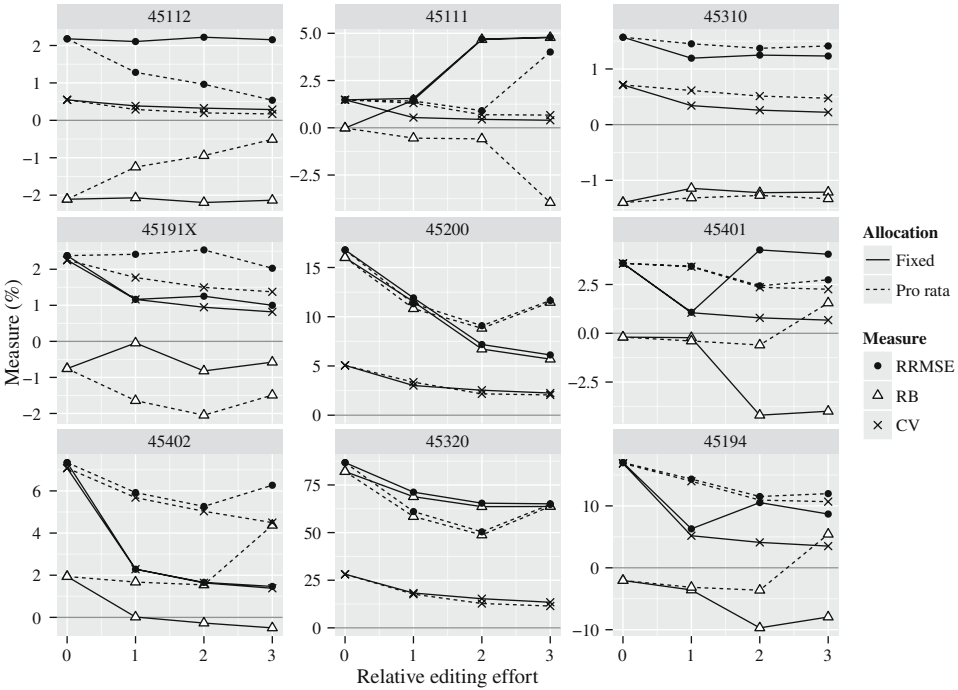 45112 45111 45310
2
1
0
−1
−2
5.0
2.5
0.0
−2.5
1
0
−1
45191X 45200 45401
2
1
0
−1
−2
15
10
5
0
2.5
0.0
−2.5
45402 45320 45194
6
4
2
0
75
50
25
0
10
0
−10
0 1 2 3 0 1 2 3 0 1 2 3
Relative editing effort
Measure (%)
Allocation
Fixed
Pro rata
Measure
RRMSE
RB
CV